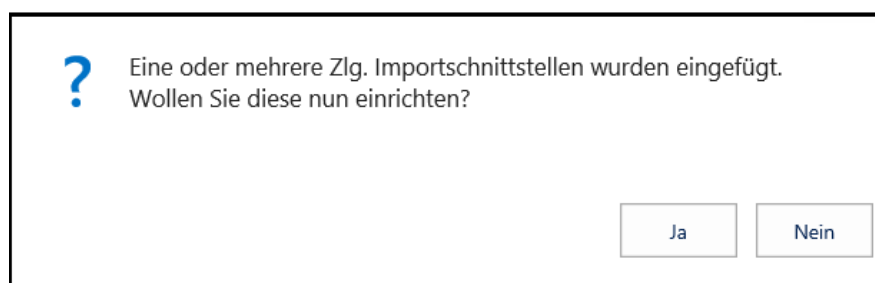 ?
Eine oder mehrere Zlg. Importschnittstellen wurden eingefügt.
Wollen Sie diese nun einrichten?
Ja Nein